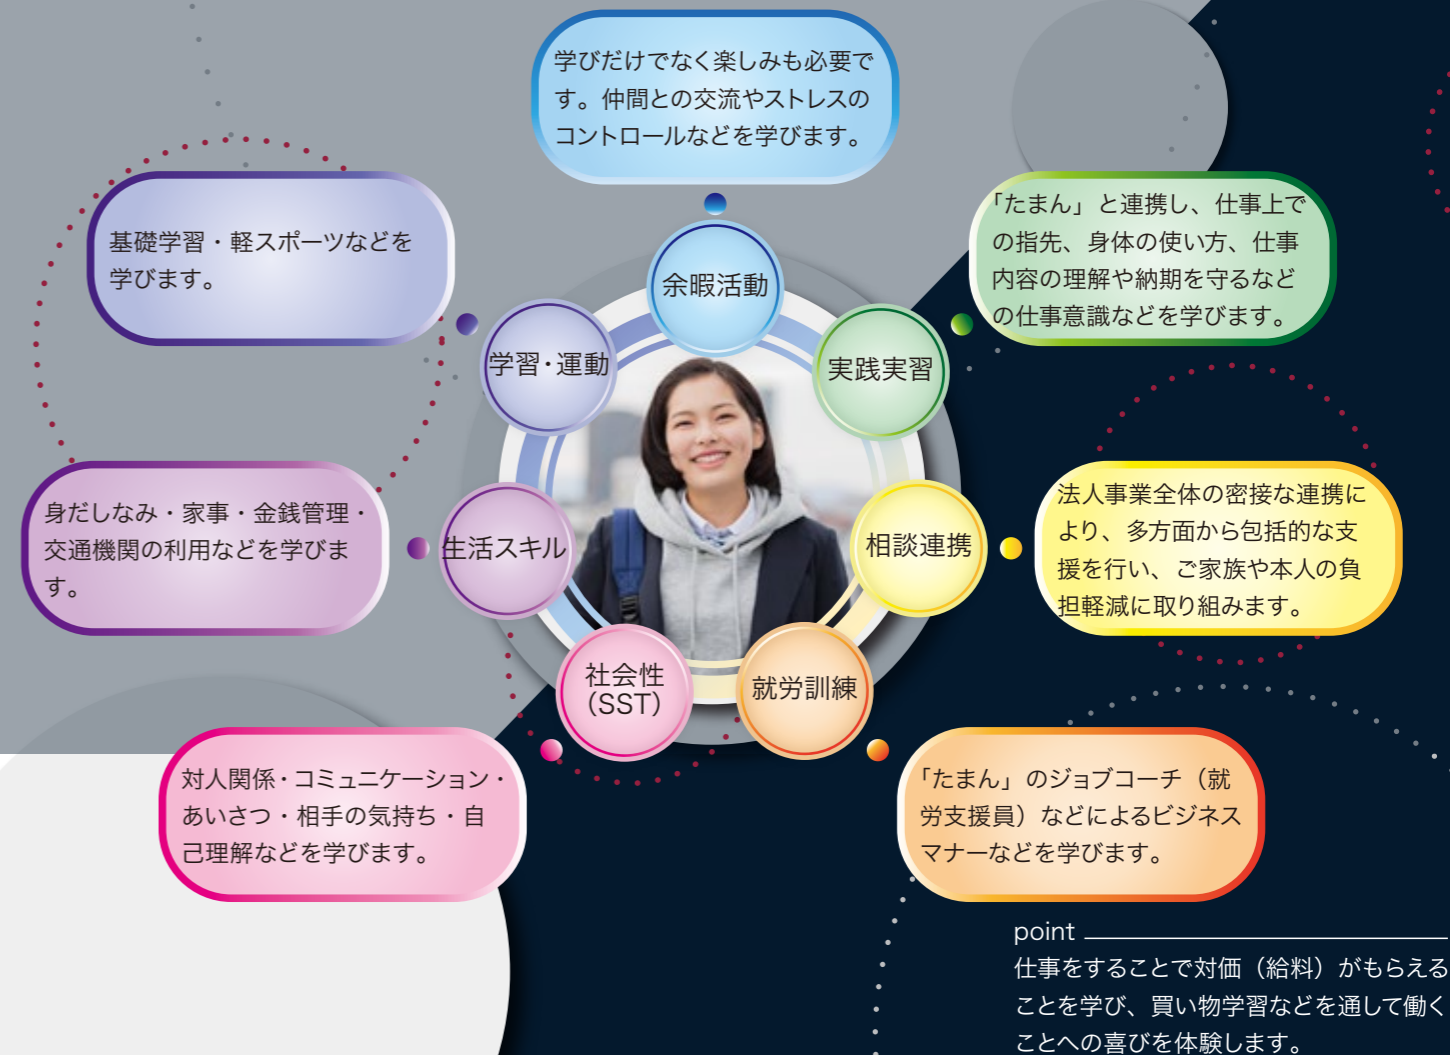 学びだけでなく楽しみも必要で
す。仲間との交流やストレスの
コントロールなどを学びます。
余暇活動
基礎学習・軽スポーツなどを
学びます。
学習・運動
「たまん」と連携し、仕事上で
の指先、身体の使い方、仕事
内容の理解や納期を守るなど
の仕事意識などを学びます。
実践実習
身だしなみ・家事・金銭管理・
交通機関の利用などを学びま
す。
生活スキル
法人事業全体の密接な連携に
より、多方面から包括的な支
援を行い、ご家族や本人の負
担軽減に取り組みます。
相談連携
社会性
(SST)
対人関係・コミュニケーション・
あいさつ・相手の気持ち・自
己理解などを学びます。
就労訓練
「たまん」のジョブコーチ（就
労支援員）などによるビジネス
マナーなどを学びます。
point
仕事をすることで対価（給料）がもらえる
ことを学び、買い物学習などを通して働く
ことへの喜びを体験します。